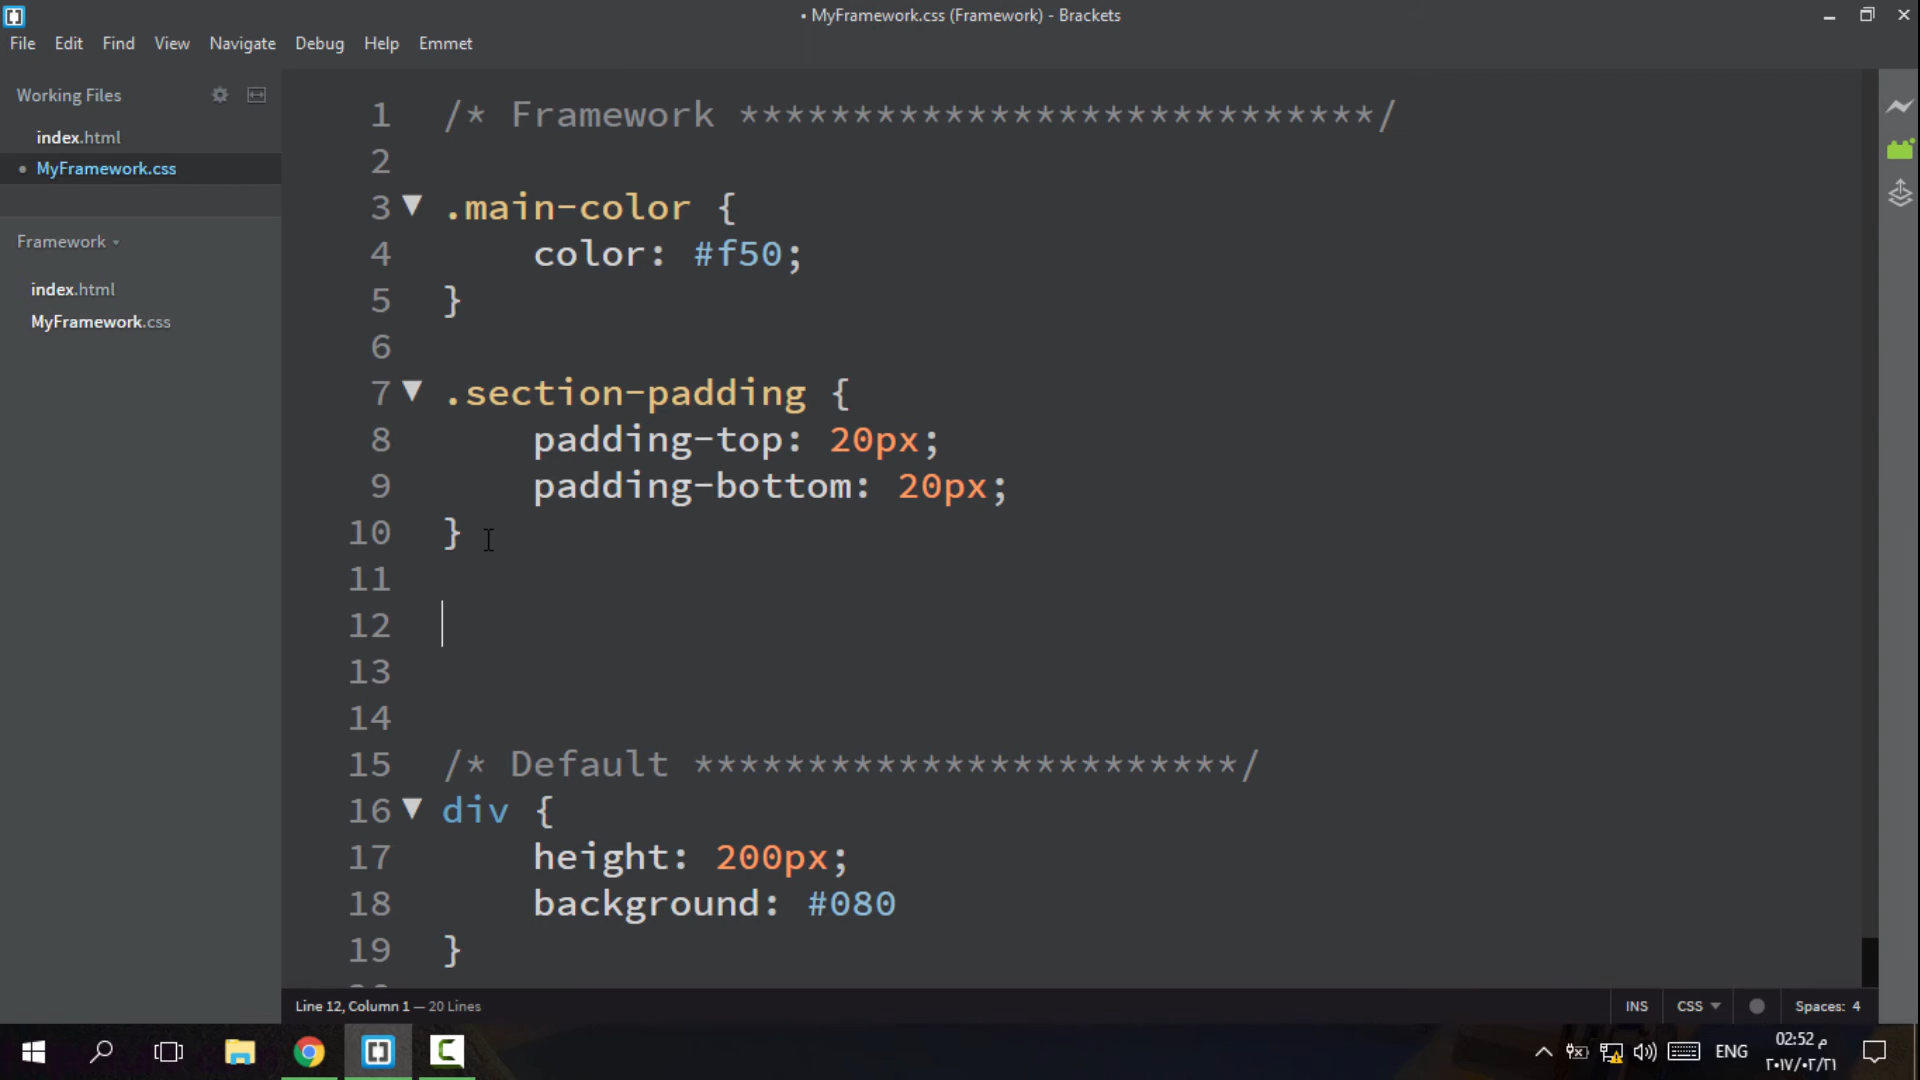 • MyFramework.css (Framework) - Brackets
File Edit Find View Navigate Debug Help Emmet
Working Files
index.html
• MyFramework.css
Framework
index.html
MyFramework.css
1 /* Framework ****************************/
2
3 .main-color {
4 color: #f50;
5 }
6
7 .section-padding {
8 padding-top: 20px;
9 padding-bottom: 20px;
10 }
11
12
13
14
15 /* Default ************************/
16 div {
17 height: 200px;
18 background: #080
19 }
Line 12, Column 1 — 20 Lines
INS CSS Spaces: 4
ENG
02:52 م
٢٠١٧/٠٢/٢١